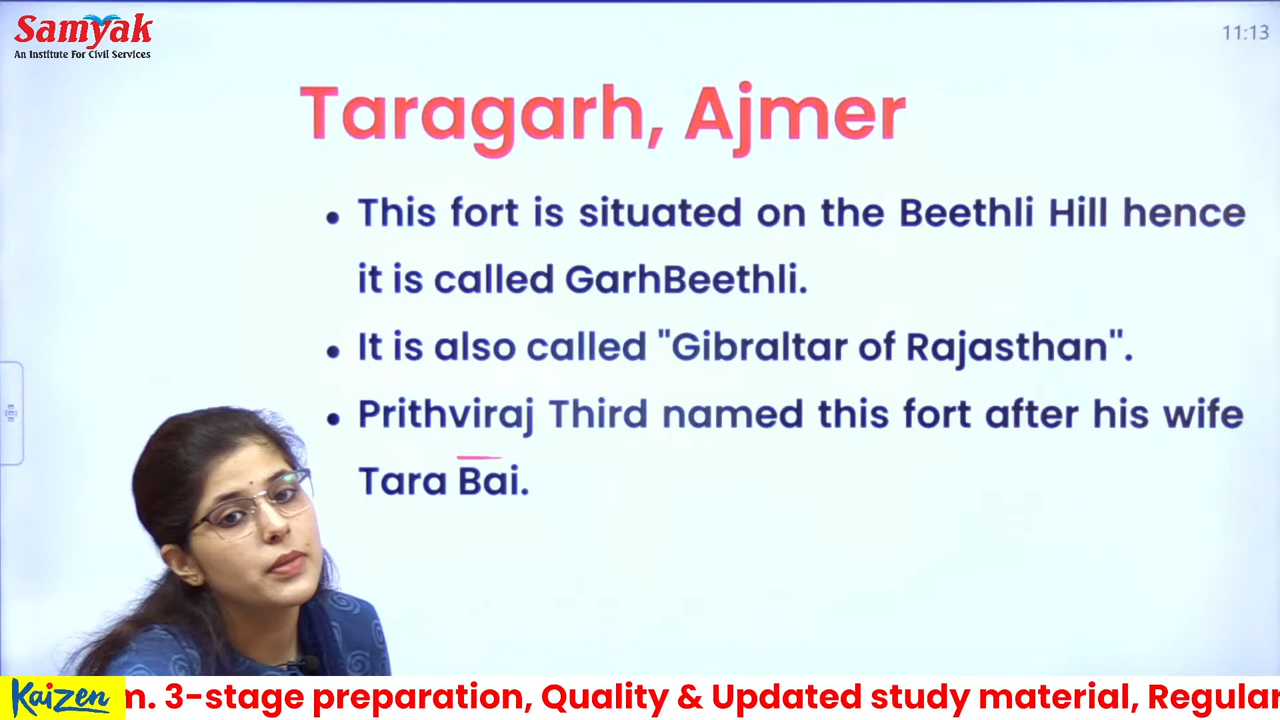 Samyak
An Institute For Civil Services
11:13
Taragarh, Ajmer
• This fort is situated on the Beethli Hill hence
it is called GarhBeethli.
• It is also called "Gibraltar of Rajasthan".
• Prithviraj Third named this fort after his wife
Tara Bai.
Kaizen
m. 3-stage preparation, Quality & Updated study material, Regular